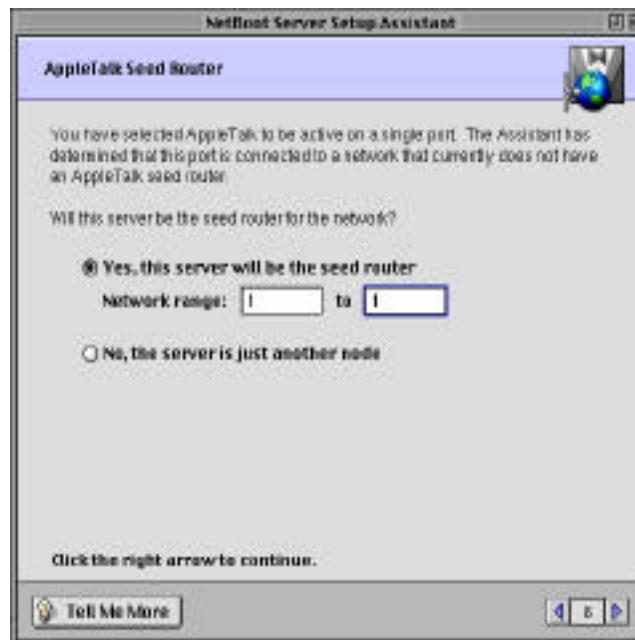 NetBoot Server Setup Assistant
AppleTalk Seed Router
You have selected AppleTalk to be active on a single port. The Assistant has
determined that this port is connected to a network that currently does not have
an AppleTalk seed router.
Will this server be the seed router for the network?
Yes, this server will be the seed router
Network range: 1 to 1
No, the server is just another node
Click the right arrow to continue.
Tell Me More